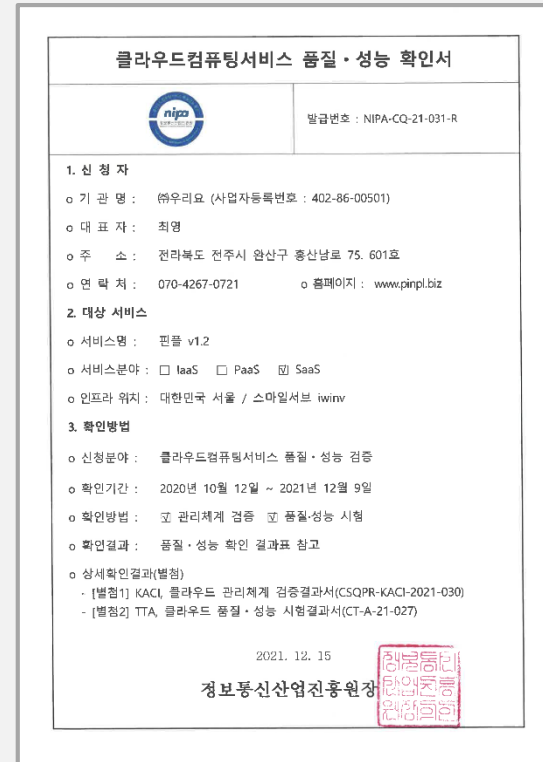 클라우드컴퓨팅서비스 품질·성능 확인서
nipa
발급번호 : NIPA-CQ-21-031-R
1. 신 청 자
o 기 관 명 : ㈜우리요 (사업자등록번호 : 402-86-00501)
o 대 표 자 : 최영
o 주 소 : 전라북도 전주시 완산구 홍산남로 75. 601호
o 연 락 처 : 070-4267-0721 o 홈페이지 : www.pinpl.biz
2. 대상 서비스
o 서비스명 : 핀플 v1.2
o 서비스분야 : ☐ IaaS ☐ PaaS ☑ SaaS
o 인프라 위치 : 대한민국 서울 / 스마일서브 iwinv
3. 확인방법
o 신청분야 : 클라우드컴퓨팅서비스 품질·성능 검증
o 확인기간 : 2020년 10월 12일 ~ 2021년 12월 9일
o 확인방법 : ☑ 관리체계 검증 ☑ 품질·성능 시험
o 확인결과 : 품질·성능 확인 결과표 참고
o 상세확인결과(별첨)
- [별첨1] KACI, 클라우드 관리체계 검증결과서(CSQPR-KACI-2021-030)
- [별첨2] TTA, 클라우드 품질·성능 시험결과서(CT-A-21-027)
2021. 12. 15
정보통신산업진흥원장